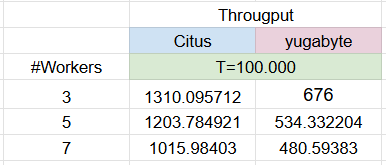 Througput
Citus yugabyte
#Workers T=100.000
3 1310.095712 676
5 1203.784921 534.332204
7 1015.98403 480.59383